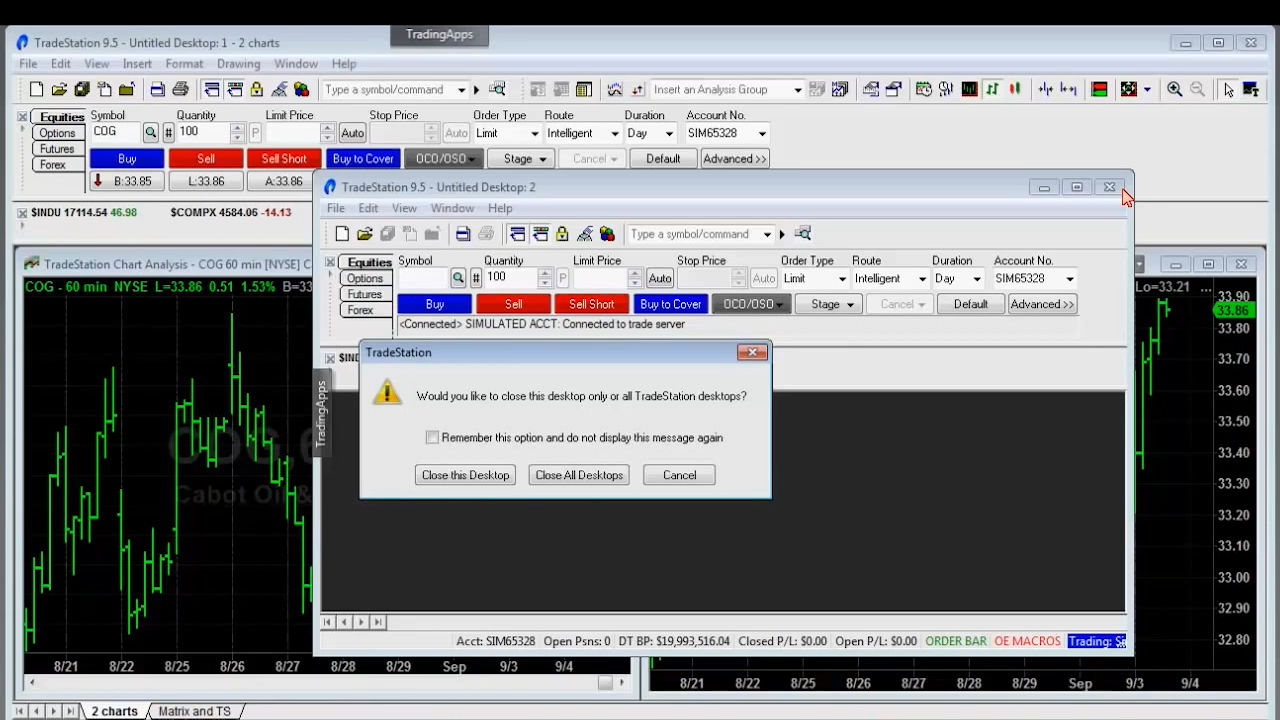 TradingApps
TradeStation 9.5 - Untitled Desktop: 1 - 2 charts
File Edit View Insert Format Drawing Window Help
Type a symbol/command
Insert an Analysis Group
Equities Symbol Quantity Limit Price Stop Price Order Type Route Duration Account No.
Options COG # 100 P Auto Auto Limit Intelligent Day SIM65328
Futures
Forex Buy Sell Sell Short Buy to Cover OCO/OSO Stage Cancel Default Advanced >>
B:33.85 L:33.86 A:33.86
$INDU 17114.54 46.98 $COMPX 4584.06 -14.13
TradeStation 9.5 - Untitled Desktop: 2
File Edit View Window Help
Type a symbol/command
Equities Symbol Quantity Limit Price Stop Price Order Type Route Duration Account No.
Options # 100 P Auto Auto Limit Intelligent Day SIM65328
Futures
Forex Buy Sell Sell Short Buy to Cover OCO/OSO Stage Cancel Default Advanced >>
<Connected> SIMULATED ACCT: Connected to trade server
$IND
TradingApps
TradeStation
Would you like to close this desktop only or all TradeStation desktops?
Remember this option and do not display this message again
Close this Desktop Close All Desktops Cancel
Acct: SIM65328 Open Psns: 0 DT BP: $19,993,516.04 Closed P/L: $0.00 Open P/L: $0.00 ORDER BAR OE MACROS Trading:
TradeStation Chart Analysis - COG 60 min [NYSE] C
COG - 60 min NYSE L=33.86 0.51 1.53% B=33
COG,6
Cabot Oil &
8/21 8/22 8/25 8/26 8/27 8/28 8/29 Sep 9/3 9/4
Lo=33.21 ...
33.90
33.86
33.80
33.70
33.60
33.50
33.40
33.30
33.20
33.10
33.00
32.90
32.80
8/21 8/22 8/25 8/26 8/27 8/28 8/29 Sep 9/3 9/4
2 charts Matrix and TS